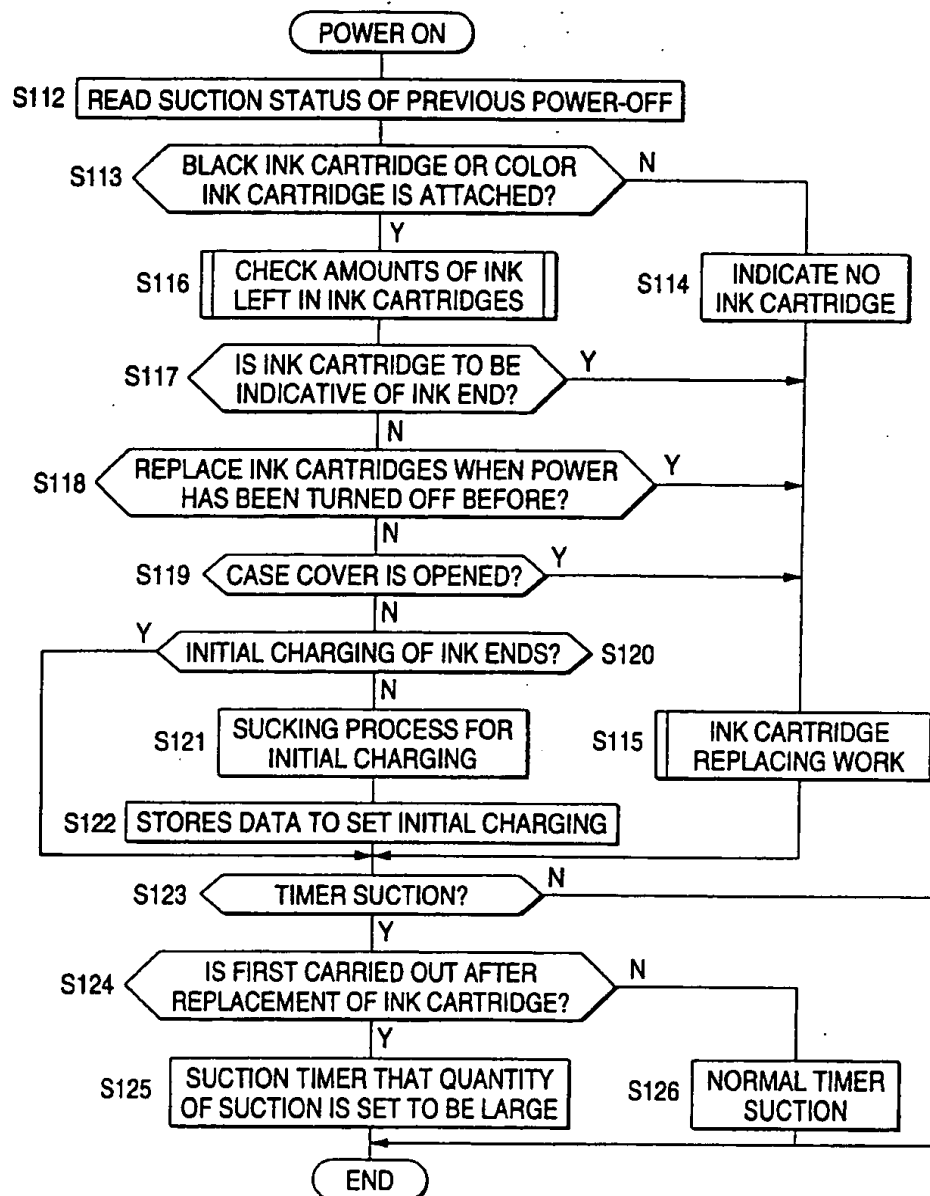 POWER ON
S112 READ SUCTION STATUS OF PREVIOUS POWER-OFF
S113 BLACK INK CARTRIDGE OR COLOR
INK CARTRIDGE IS ATTACHED?
N
Y
S116 CHECK AMOUNTS OF INK
LEFT IN INK CARTRIDGES
S114 INDICATE NO
INK CARTRIDGE
S117 IS INK CARTRIDGE TO BE
INDICATIVE OF INK END?
Y
N
S118 REPLACE INK CARTRIDGES WHEN POWER
HAS BEEN TURNED OFF BEFORE?
Y
N
S119 CASE COVER IS OPENED?
Y
N
Y
INITIAL CHARGING OF INK ENDS? S120
N
S121 SUCKING PROCESS FOR
INITIAL CHARGING
S115 INK CARTRIDGE
REPLACING WORK
S122 STORES DATA TO SET INITIAL CHARGING
S123 TIMER SUCTION?
N
Y
S124 IS FIRST CARRIED OUT AFTER
REPLACEMENT OF INK CARTRIDGE?
N
Y
S125 SUCTION TIMER THAT QUANTITY
OF SUCTION IS SET TO BE LARGE
S126 NORMAL TIMER
SUCTION
END